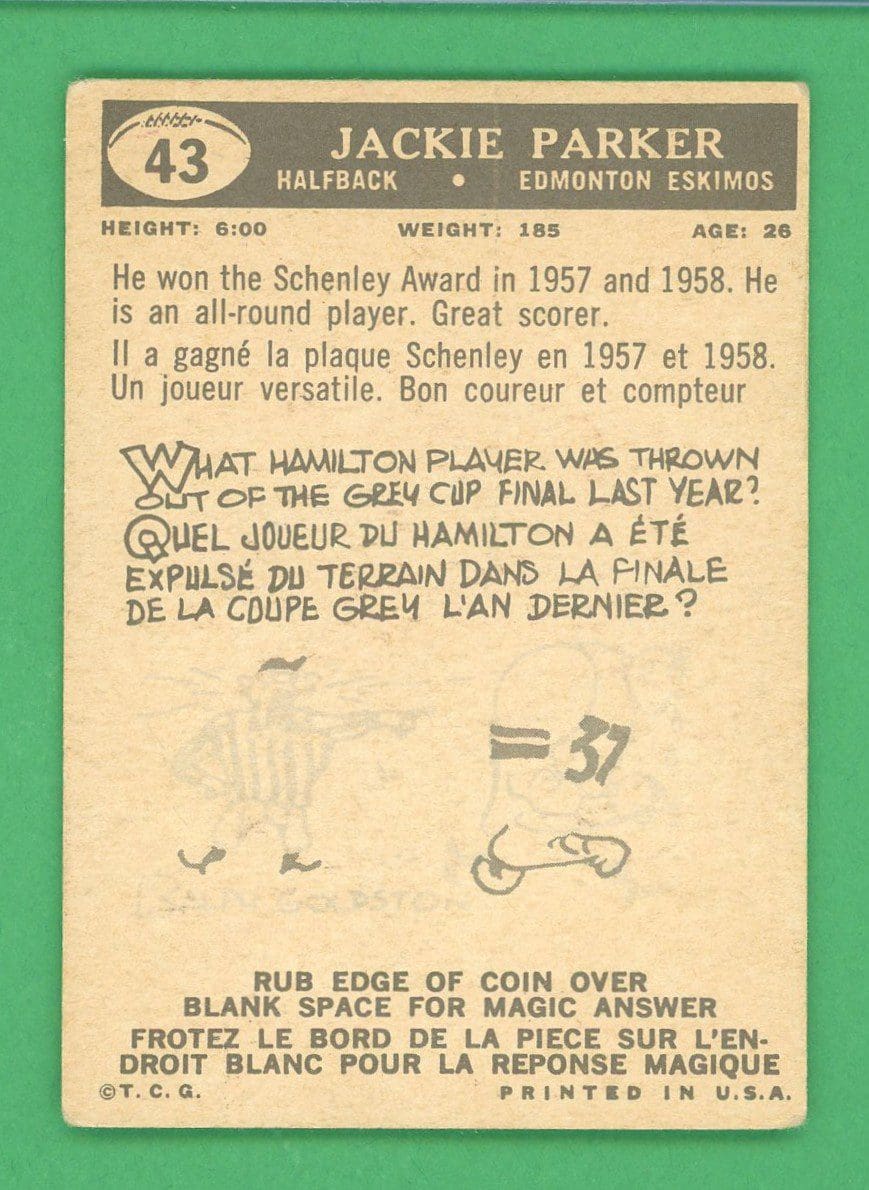 43
JACKIE PARKER
HALFBACK • EDMONTON ESKIMOS
HEIGHT: 6:00 WEIGHT: 185 AGE: 26
He won the Schenley Award in 1957 and 1958. He
is an all-round player. Great scorer.
Il a gagné la plaque Schenley en 1957 et 1958.
Un joueur versatile. Bon coureur et compteur
WHAT HAMILTON PLAYER WAS THROWN
OUT OF THE GREY CUP FINAL LAST YEAR?
QUEL JOUEUR DU HAMILTON A ÉTÉ
EXPULSÉ DU TERRAIN DANS LA FINALE
DE LA COUPE GREY L'AN DERNIER?
= 37
RALPH GOLDSTON
RUB EDGE OF COIN OVER
BLANK SPACE FOR MAGIC ANSWER
FROTEZ LE BORD DE LA PIECE SUR L'EN-
DROIT BLANC POUR LA REPONSE MAGIQUE
©T. C. G. PRINTED IN U.S.A.